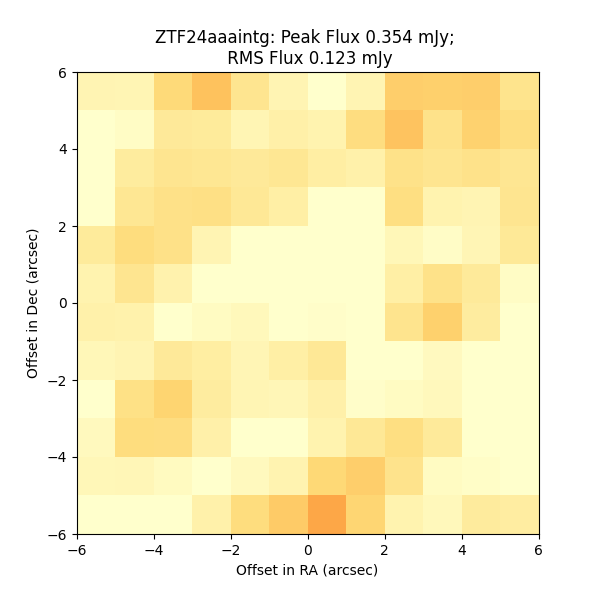 ZTF24aaaintg: Peak Flux 0.354 mJy;
RMS Flux 0.123 mJy
6
4
2
0
−2
−4
−6
Offset in Dec (arcsec)
−6 −4 −2 0 2 4 6
Offset in RA (arcsec)